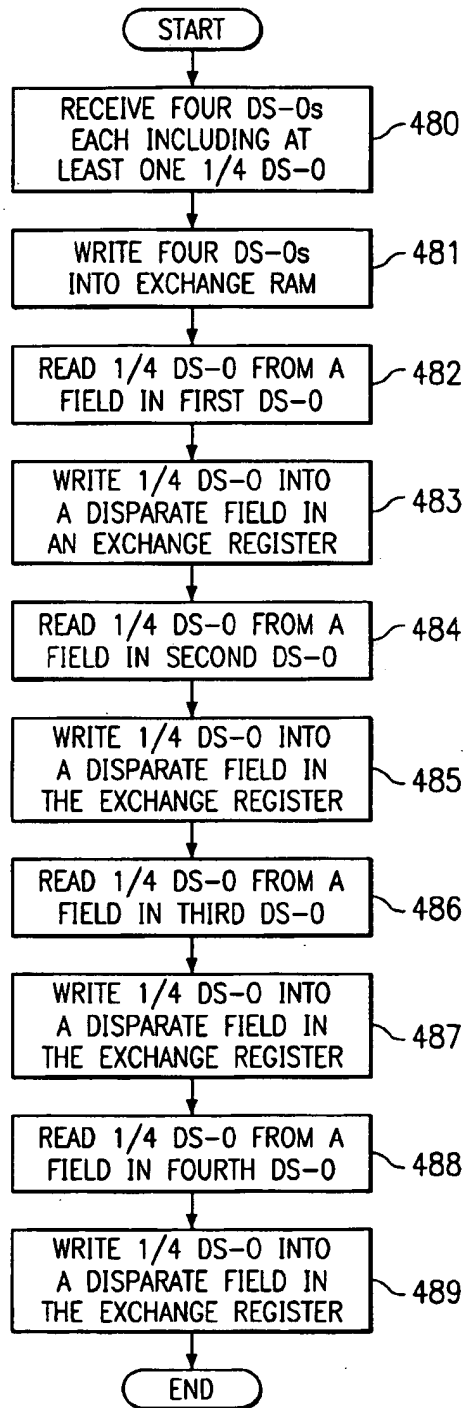 START
RECEIVE FOUR DS-0s
EACH INCLUDING AT
LEAST ONE 1/4 DS-0
480
WRITE FOUR DS-0s
INTO EXCHANGE RAM
481
READ 1/4 DS-0 FROM A
FIELD IN FIRST DS-0
482
WRITE 1/4 DS-0 INTO
A DISPARATE FIELD IN
AN EXCHANGE REGISTER
483
READ 1/4 DS-0 FROM A
FIELD IN SECOND DS-0
484
WRITE 1/4 DS-0 INTO
A DISPARATE FIELD IN
THE EXCHANGE REGISTER
485
READ 1/4 DS-0 FROM A
FIELD IN THIRD DS-0
486
WRITE 1/4 DS-0 INTO
A DISPARATE FIELD IN
THE EXCHANGE REGISTER
487
READ 1/4 DS-0 FROM A
FIELD IN FOURTH DS-0
488
WRITE 1/4 DS-0 INTO
A DISPARATE FIELD IN
THE EXCHANGE REGISTER
489
END